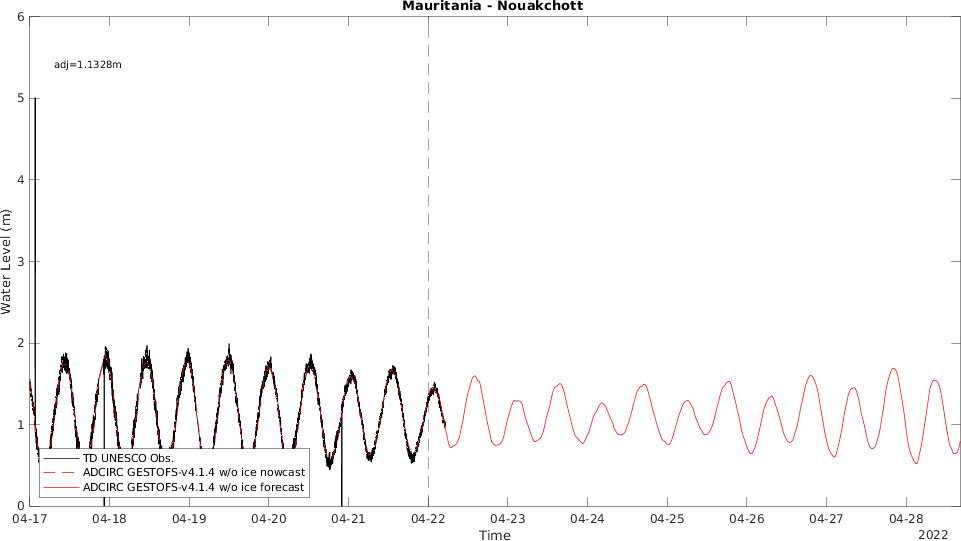 Mauritania - Nouakchott
adj=1.1328m
Water Level (m)
6
5
4
3
2
1
0
TD UNESCO Obs.
ADCIRC GESTOFS-v4.1.4 w/o ice nowcast
ADCIRC GESTOFS-v4.1.4 w/o ice forecast
04-17 04-18 04-19 04-20 04-21 04-22 04-23 04-24 04-25 04-26 04-27 04-28
Time
2022